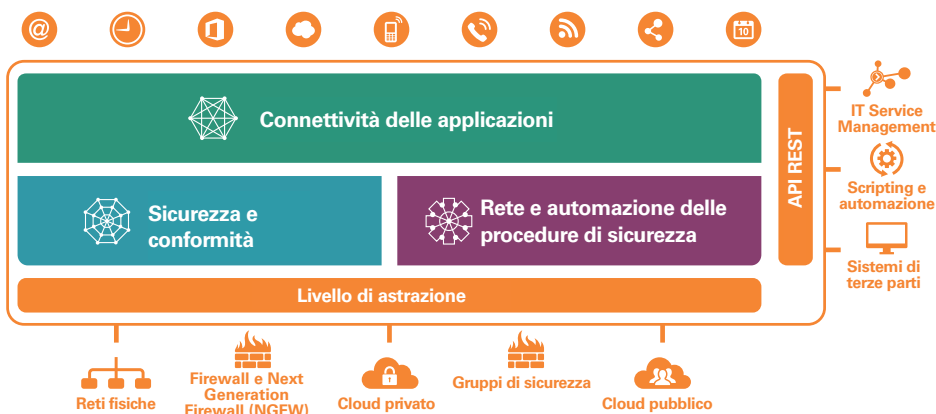 @
10
Connettività delle applicazioni
API REST
IT Service
Management
Sicurezza e
conformità
Rete e automazione delle
procedure di sicurezza
Scripting e
automazione
Sistemi di
terze parti
Livello di astrazione
Reti fisiche
Firewall e Next
Generation
Firewall (NGFW)
Cloud privato
Gruppi di sicurezza
Cloud pubblico